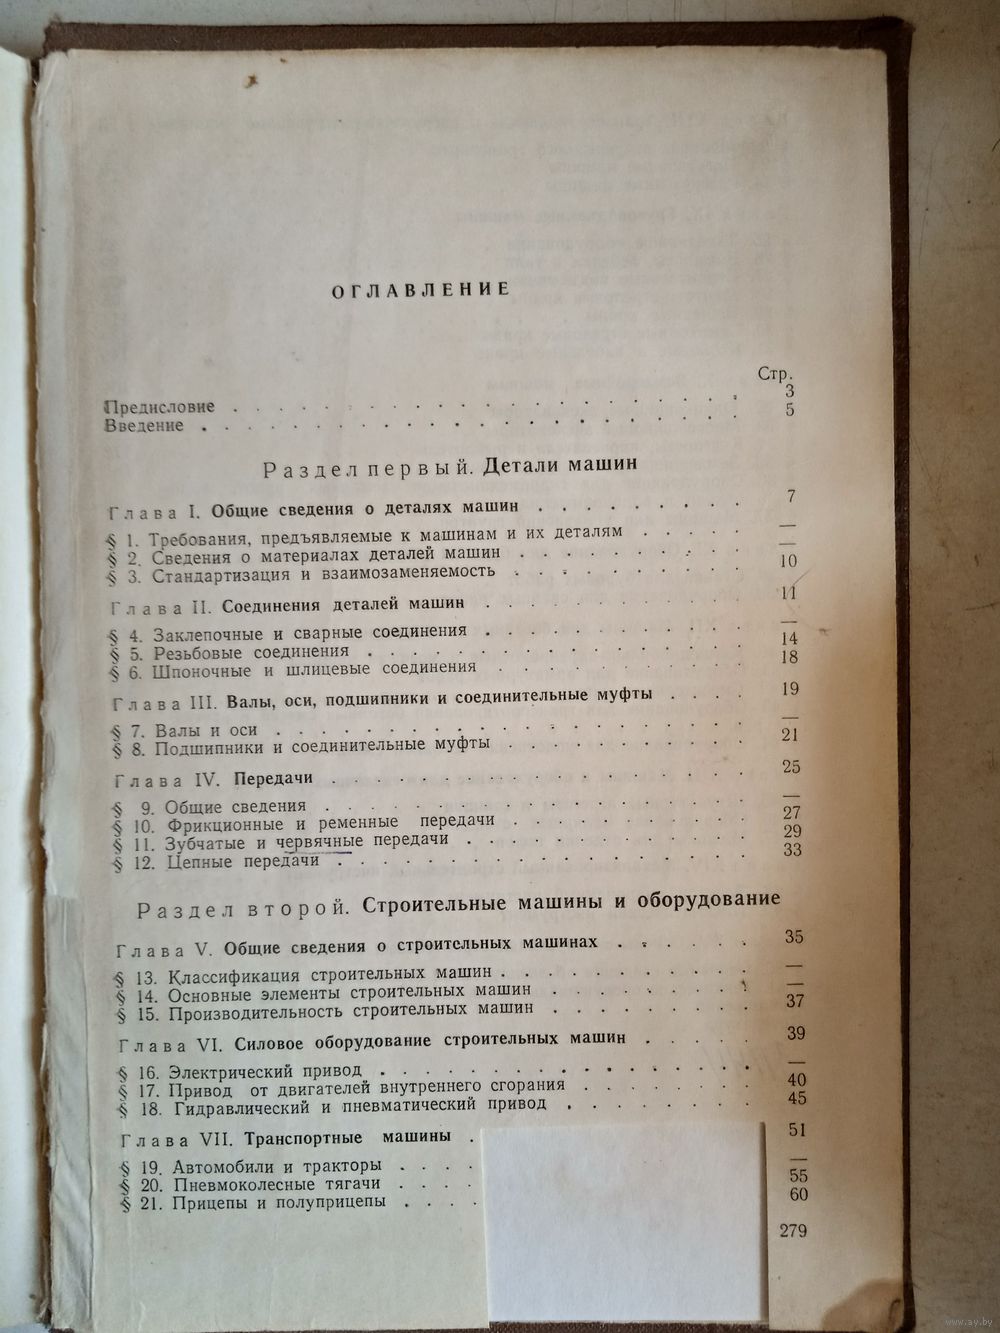 ОГЛАВЛЕНИЕ
Стр.
Предисловие . . . . . . . . . . . . . . . . . . 3
Введение . . . . . . . . . . . . . . . . . . . 5
Раздел первый. Детали машин
Глава I. Общие сведения о деталях машин . . . . . . . . 7
§ 1. Требования, предъявляемые к машинам и их деталям . . . . . —
§ 2. Сведения о материалах деталей машин . . . . . . . . . —
§ 3. Стандартизация и взаимозаменяемость . . . . . . . . . 10
Глава II. Соединения деталей машин . . . . . . . . . . 11
§ 4. Заклепочные и сварные соединения . . . . . . . . . . —
§ 5. Резьбовые соединения . . . . . . . . . . . . . . 14
§ 6. Шпоночные и шлицевые соединения . . . . . . . . . 18
Глава III. Валы, оси, подшипники и соединительные муфты . . . . 19
§ 7. Валы и оси . . . . . . . . . . . . . . . . . —
§ 8. Подшипники и соединительные муфты . . . . . . . . . 21
Глава IV. Передачи . . . . . . . . . . . . . . . 25
§ 9. Общие сведения . . . . . . . . . . . . . . . —
§ 10. Фрикционные и ременные передачи . . . . . . . . . 27
§ 11. Зубчатые и червячные передачи . . . . . . . . . . 29
§ 12. Цепные передачи . . . . . . . . . . . . . . . 33
Раздел второй. Строительные машины и оборудование
Глава V. Общие сведения о строительных машинах . . . . . . 35
§ 13. Классификация строительных машин . . . . . . . . . . —
§ 14. Основные элементы строительных машин . . . . . . . . —
§ 15. Производительность строительных машин . . . . . . . . 37
Глава VI. Силовое оборудование строительных машин . . . . . 39
§ 16. Электрический привод . . . . . . . . . . . . . . —
§ 17. Привод от двигателей внутреннего сгорания . . . . . . . 40
§ 18. Гидравлический и пневматический привод . . . . . . . . 45
Глава VII. Транспортные машины . 51
§ 19. Автомобили и тракторы . . . . —
§ 20. Пневмоколесные тягачи . . . . 55
§ 21. Прицепы и полуприцепы . . . . 60
279
www.ay.by